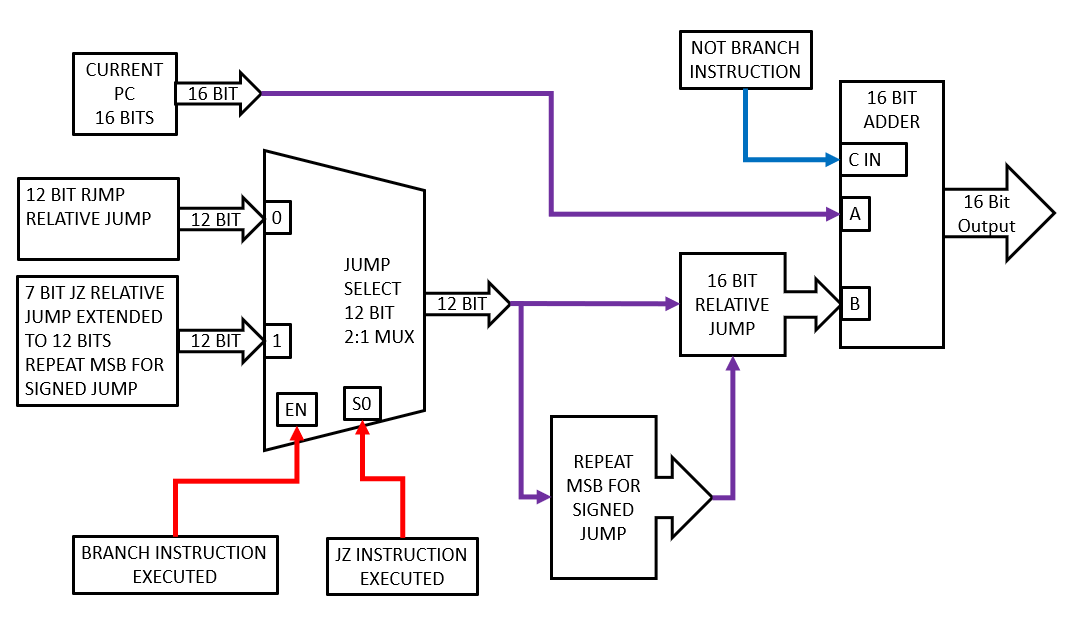 CURRENT
PC
16 BITS
16 BIT
NOT BRANCH
INSTRUCTION
16 BIT
ADDER
C IN
A
B
16 Bit
Output
12 BIT RJMP
RELATIVE JUMP
12 BIT
0
7 BIT JZ RELATIVE
JUMP EXTENDED
TO 12 BITS
REPEAT MSB FOR
SIGNED JUMP
12 BIT
1
JUMP
SELECT
12 BIT
2:1 MUX
EN
S0
12 BIT
16 BIT
RELATIVE
JUMP
REPEAT
MSB FOR
SIGNED
JUMP
BRANCH INSTRUCTION
EXECUTED
JZ INSTRUCTION
EXECUTED